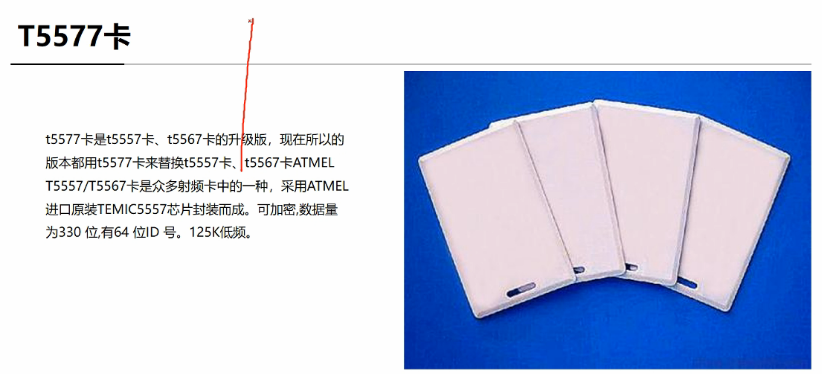 T5577卡
t5577卡是t5557卡、t5567卡的升级版，现在所以的
版本都用t5577卡来替换t5557卡、t5567卡ATMEL
T5557/T5567卡是众多射频卡中的一种，采用ATMEL
进口原装TEMIC5557芯片封装而成。可加密,数据量
为330 位,有64 位ID 号。125K低频。